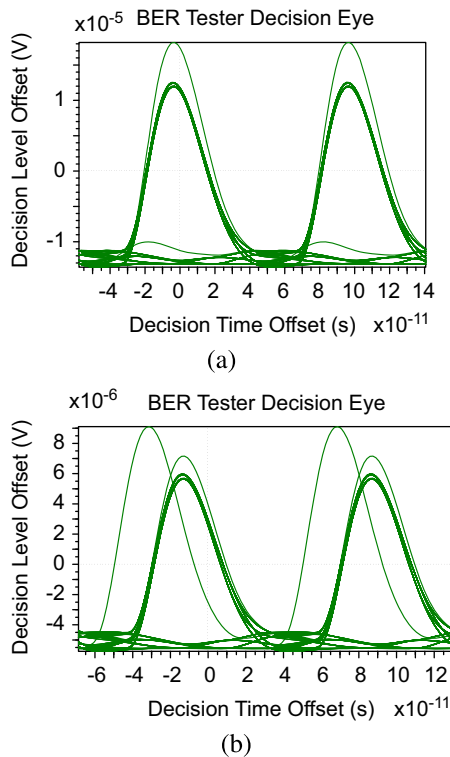 x10⁻⁵ BER Tester Decision Eye
Decision Level Offset (V)
1
0
-1
-4 -2 0 2 4 6 8 10 12 14
Decision Time Offset (s) x10⁻¹¹
(a)
x10⁻⁶ BER Tester Decision Eye
Decision Level Offset (V)
8
6
4
2
0
-2
-4
-6 -4 -2 0 2 4 6 8 10 12
Decision Time Offset (s) x10⁻¹¹
(b)